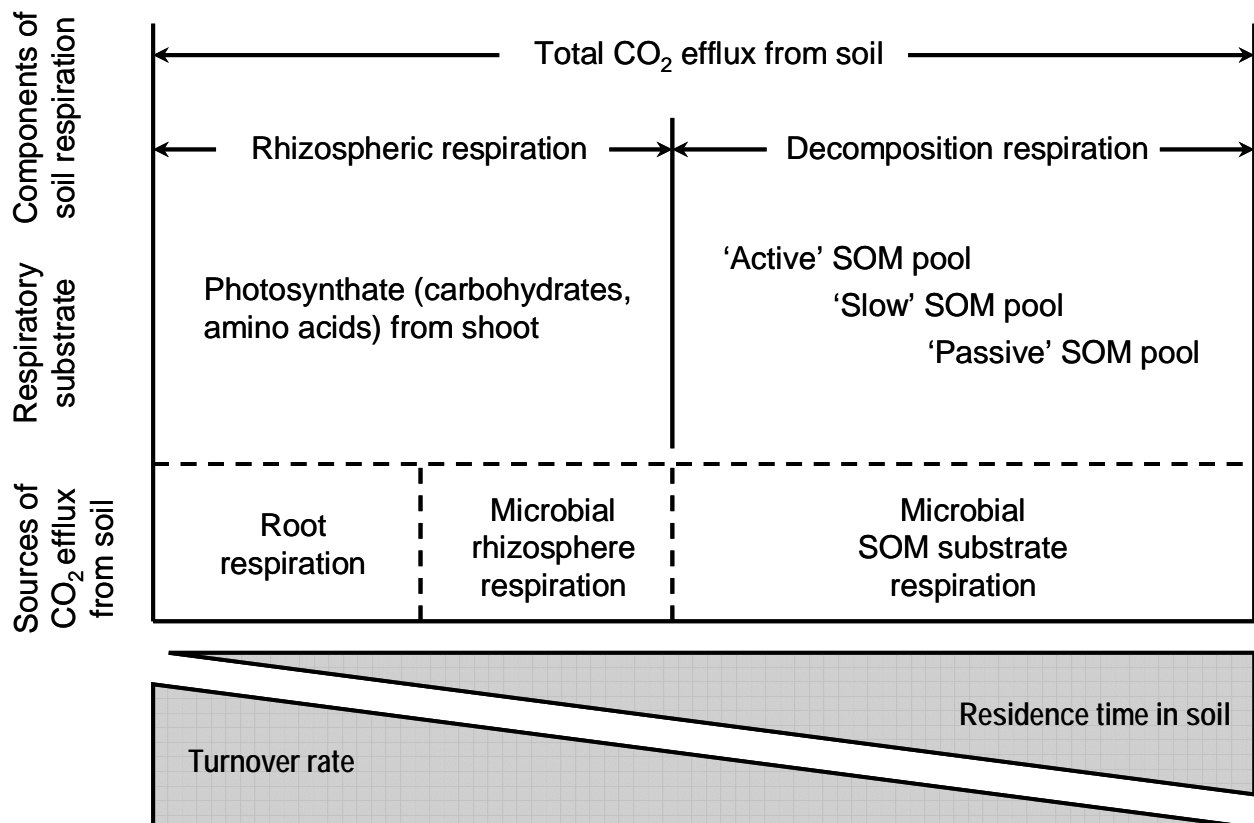 Components of
soil respiration
Total CO₂ efflux from soil
Rhizospheric respiration
Decomposition respiration
Respiratory
substrate
Photosynthate (carbohydrates,
amino acids) from shoot
‘Active’ SOM pool
‘Slow’ SOM pool
‘Passive’ SOM pool
Sources of
CO₂ efflux
from soil
Root
respiration
Microbial
rhizosphere
respiration
Microbial
SOM substrate
respiration
Residence time in soil
Turnover rate